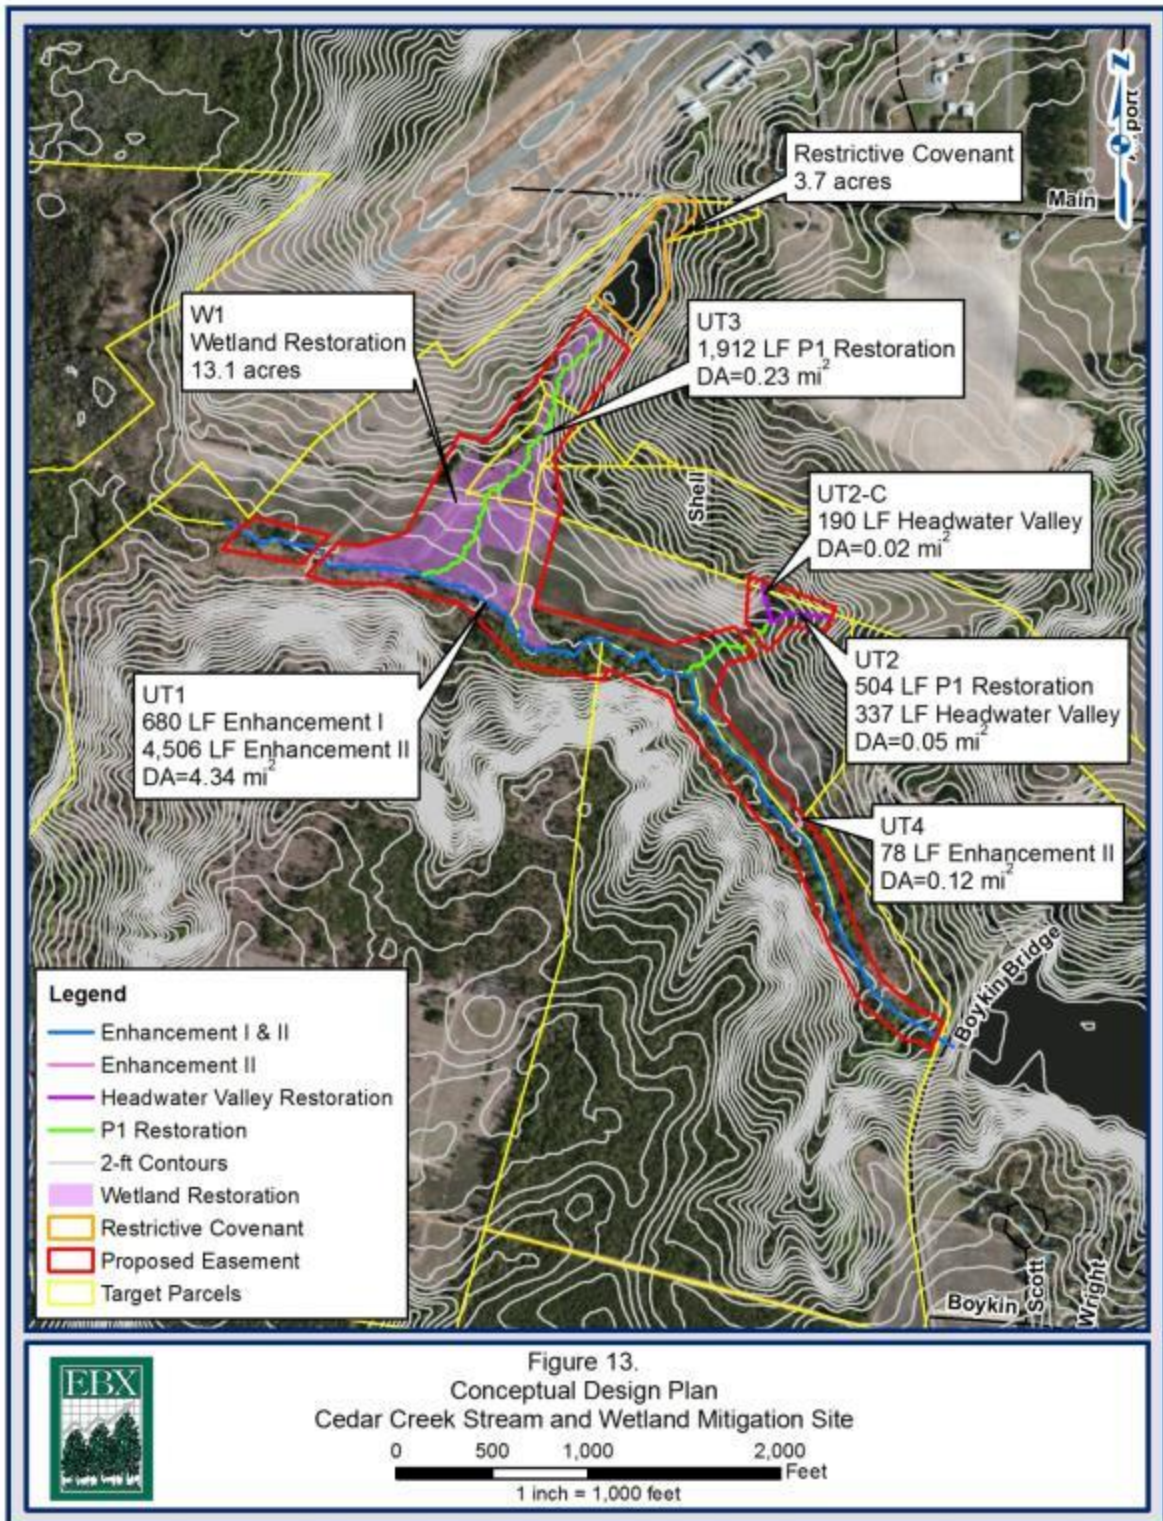 port
Main
Restrictive Covenant
3.7 acres
W1
Wetland Restoration
13.1 acres
UT3
1,912 LF P1 Restoration
DA=0.23 mi²
Shell
UT2-C
190 LF Headwater Valley
DA=0.02 mi²
UT2
504 LF P1 Restoration
337 LF Headwater Valley
DA=0.05 mi²
UT1
680 LF Enhancement I
4,506 LF Enhancement II
DA=4.34 mi²
UT4
78 LF Enhancement II
DA=0.12 mi²
Boykin Bridge
Legend
Enhancement I & II
Enhancement II
Headwater Valley Restoration
P1 Restoration
2-ft Contours
Wetland Restoration
Restrictive Covenant
Proposed Easement
Target Parcels
Boykin
Scott
Wright
EBX
Figure 13.
Conceptual Design Plan
Cedar Creek Stream and Wetland Mitigation Site
0 500 1,000 2,000
Feet
1 inch = 1,000 feet